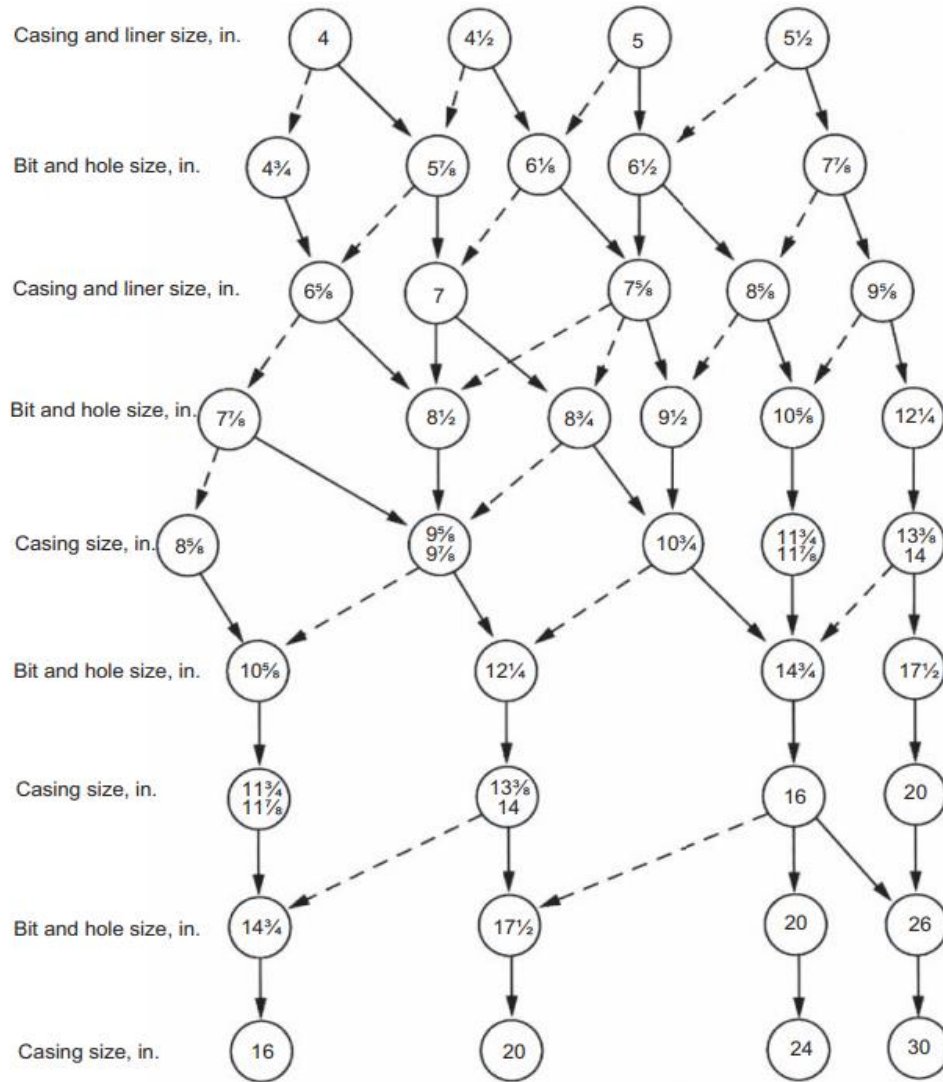 Casing and liner size, in. 4 4½ 5 5½
Bit and hole size, in. 4¾ 5⅞ 6⅛ 6½ 7⅞
Casing and liner size, in. 6⅝ 7 7⅝ 8⅝ 9⅝
Bit and hole size, in. 7⅞ 8½ 8¾ 9½ 10⅝ 12¼
Casing size, in. 8⅝ 9⅝ 10¾ 11¾ 13⅜
9⅞ 11⅞ 14
Bit and hole size, in. 10⅝ 12¼ 14¾ 17½
Casing size, in. 11¾ 13⅜ 16 20
11⅞ 14
Bit and hole size, in. 14¾ 17½ 20 26
Casing size, in. 16 20 24 30